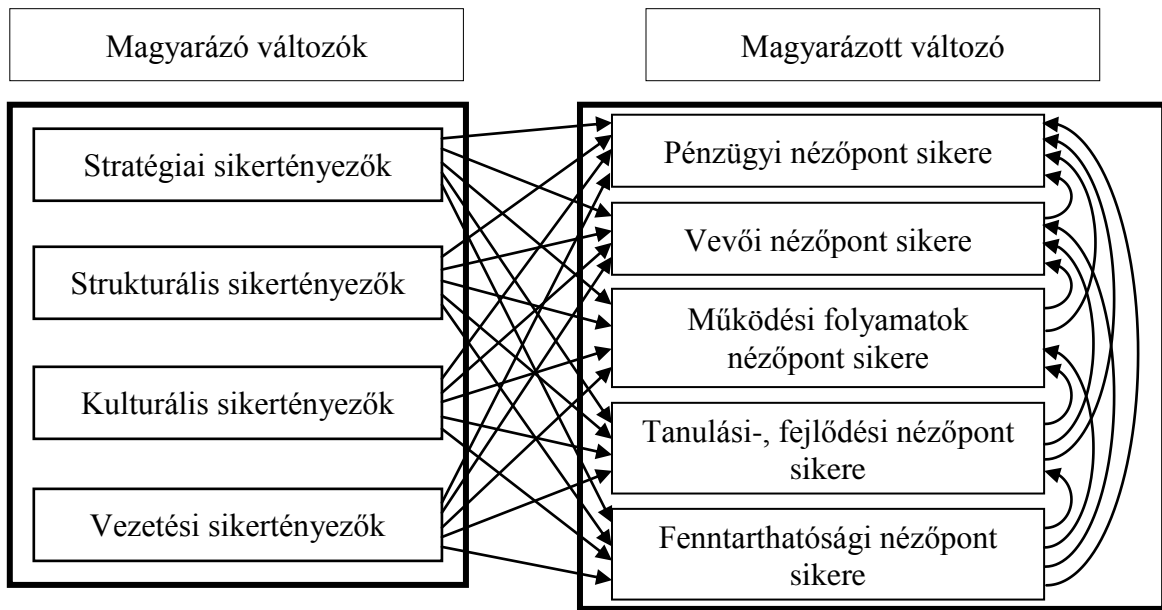 Magyarázó változók
Magyarázott változó
Stratégiai sikertényezők
Strukturális sikertényezők
Kulturális sikertényezők
Vezetési sikertényezők
Pénzügyi nézőpont sikere
Vevői nézőpont sikere
Működési folyamatok
nézőpont sikere
Tanulási-, fejlődési nézőpont
sikere
Fenntarthatósági nézőpont
sikere